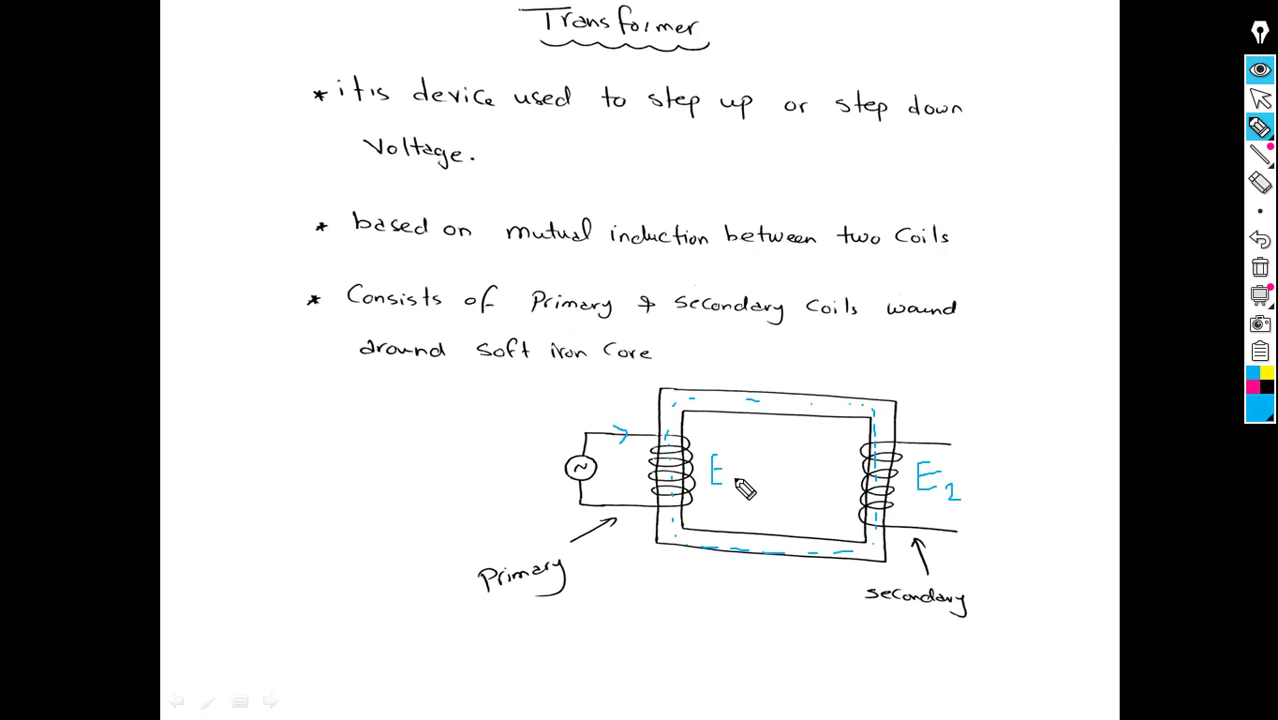 Transformer
* it is device used to step up or step down
Voltage.
* based on mutual induction between two Coils
* Consists of Primary & Secondary Coils wound
around soft iron Core
~
E
E2
Primary
secondary